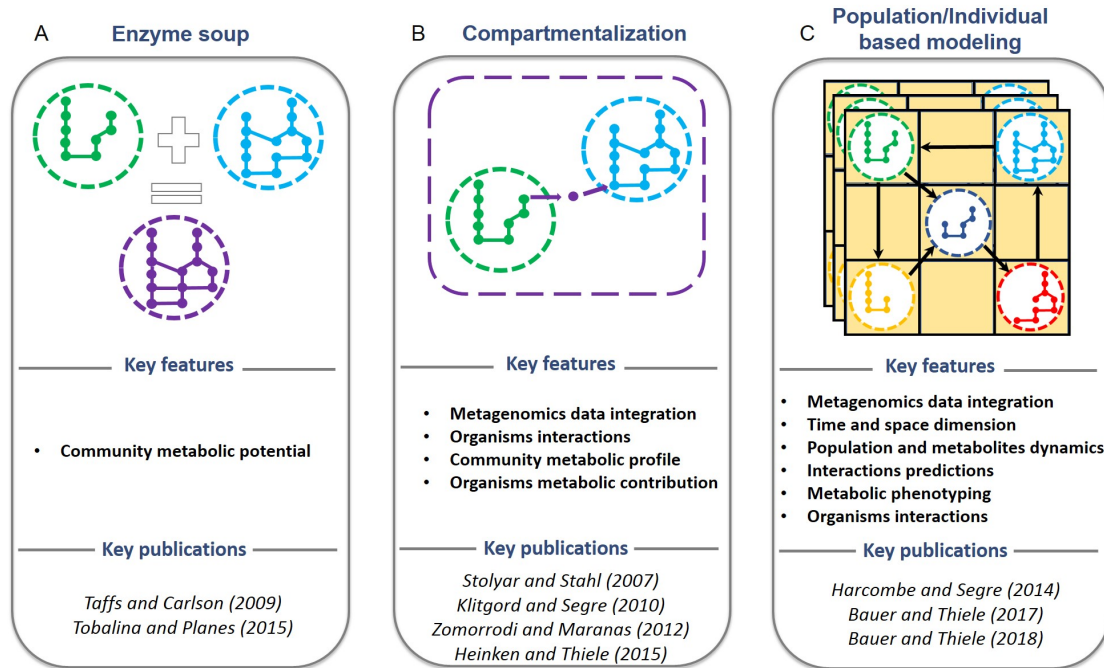 A
Enzyme soup
Key features
• Community metabolic potential
Key publications
Taffs and Carlson (2009)
Tobalina and Planes (2015)
B
Compartmentalization
Key features
• Metagenomics data integration
• Organisms interactions
• Community metabolic profile
• Organisms metabolic contribution
Key publications
Stolyar and Stahl (2007)
Klitgord and Segre (2010)
Zomorrodi and Maranas (2012)
Heinken and Thiele (2015)
C
Population/Individual
based modeling
Key features
• Metagenomics data integration
• Time and space dimension
• Population and metabolites dynamics
• Interactions predictions
• Metabolic phenotyping
• Organisms interactions
Key publications
Harcombe and Segre (2014)
Bauer and Thiele (2017)
Bauer and Thiele (2018)